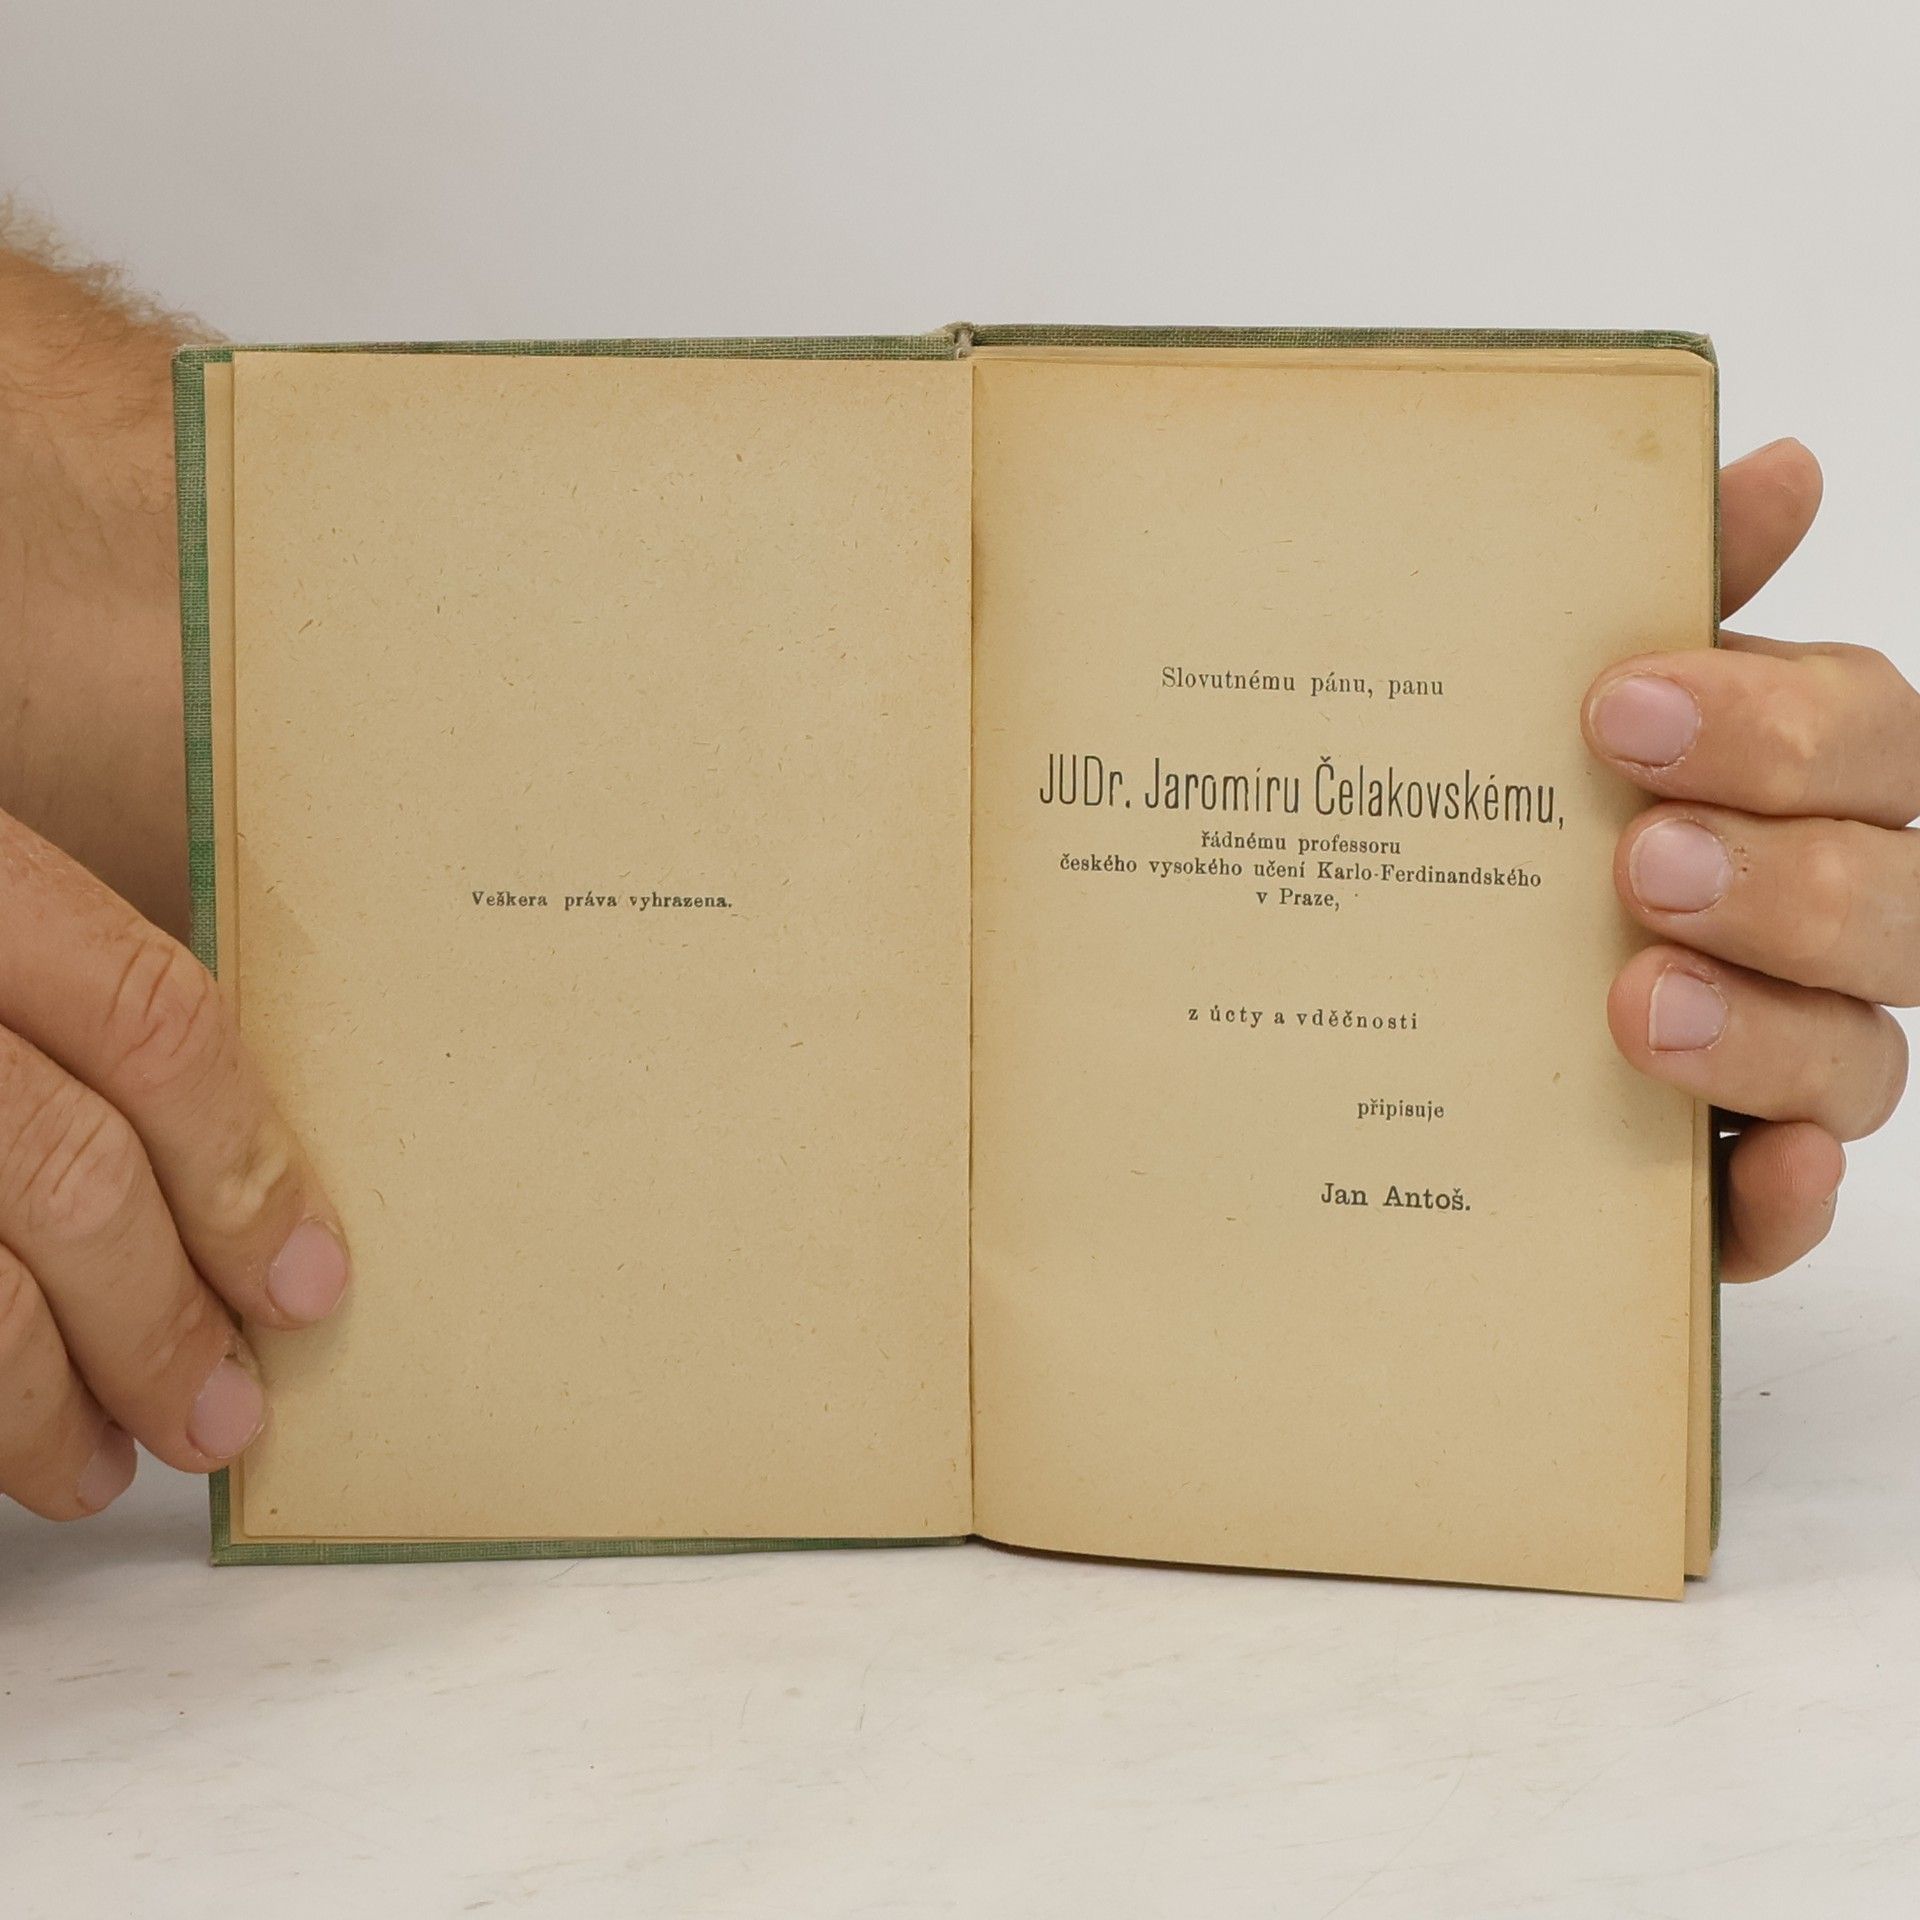 Veškera práva vyhrazena.
Slovutnému pánu, panu
JUDr. Jaromíru Čelakovskému,
řádnému professoru
českého vysokého učení Karlo-Ferdinandského
v Praze,
z úcty a vděčnosti
připisuje
Jan Antoš.